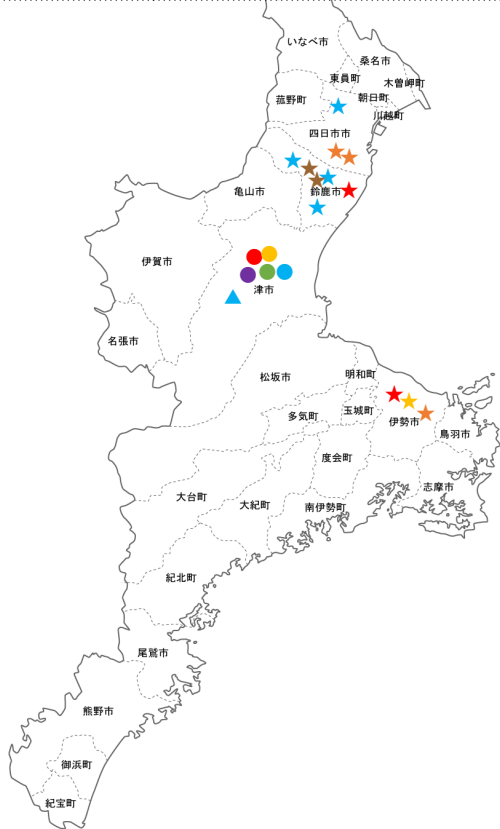 いなべ市
桑名市
東員町
木曽岬町
菰野町
朝日町
川越町
四日市市
亀山市
鈴鹿市
伊賀市
津市
名張市
松坂市
明和町
多気町
玉城町
伊勢市
鳥羽市
度会町
志摩市
大台町
大紀町
南伊勢町
紀北町
尾鷲市
熊野市
御浜町
紀宝町